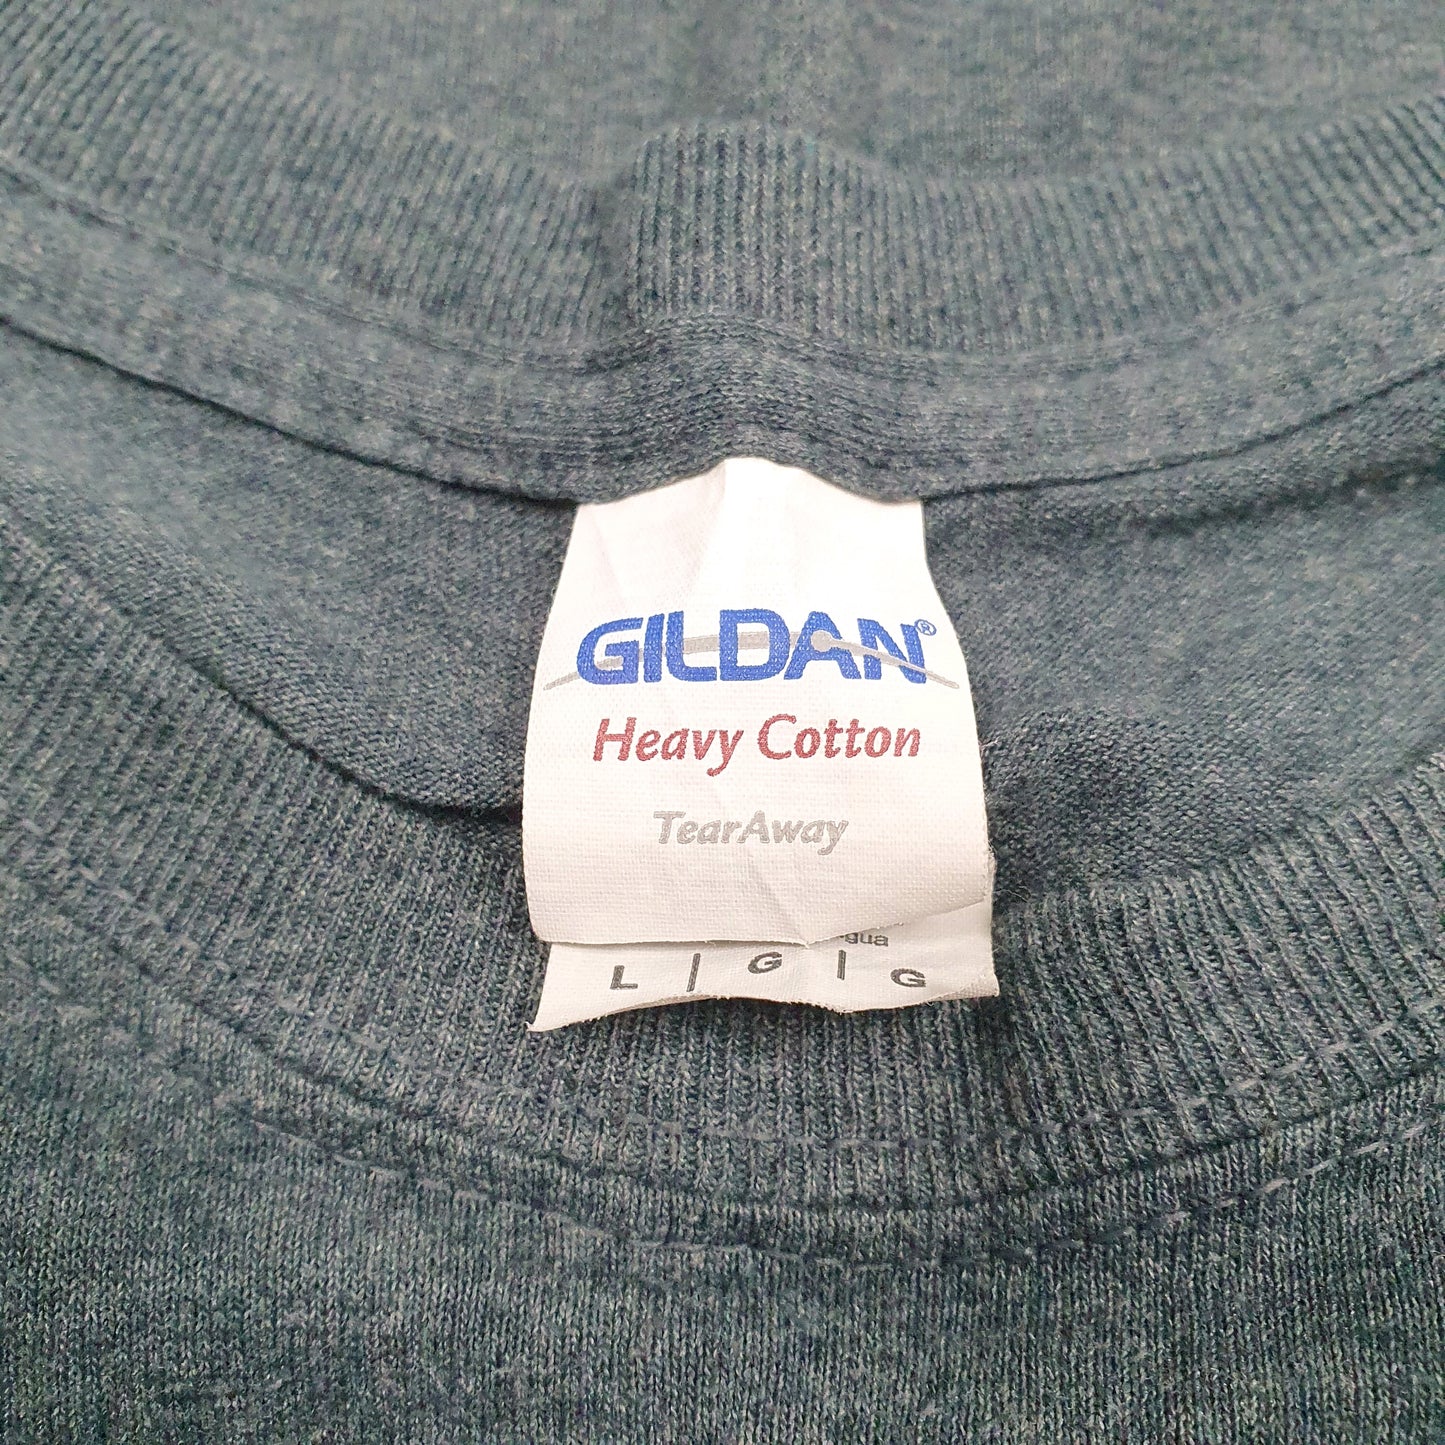 GILDAN®
Heavy Cotton
TearAway
L | G | G